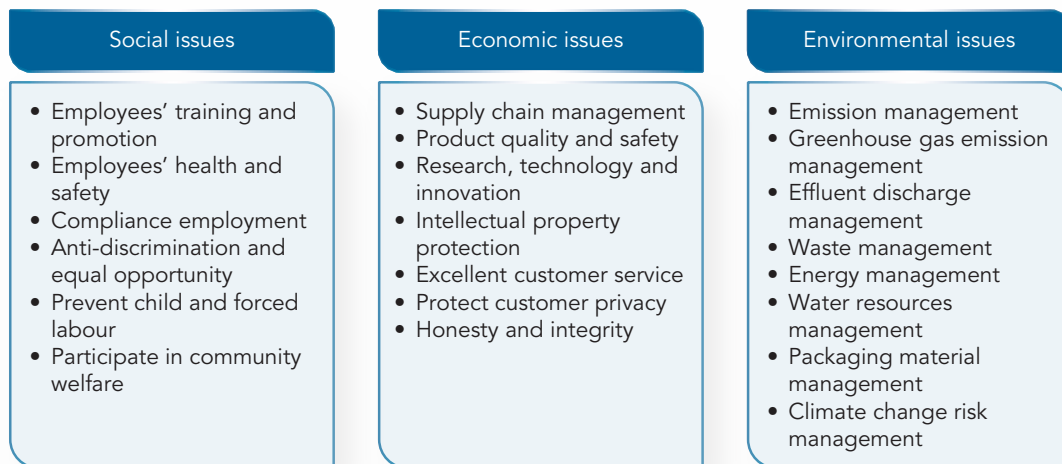 Social issues
• Employees’ training and
promotion
• Employees’ health and
safety
• Compliance employment
• Anti-discrimination and
equal opportunity
• Prevent child and forced
labour
• Participate in community
welfare
Economic issues
• Supply chain management
• Product quality and safety
• Research, technology and
innovation
• Intellectual property
protection
• Excellent customer service
• Protect customer privacy
• Honesty and integrity
Environmental issues
• Emission management
• Greenhouse gas emission
management
• Effluent discharge
management
• Waste management
• Energy management
• Water resources
management
• Packaging material
management
• Climate change risk
management